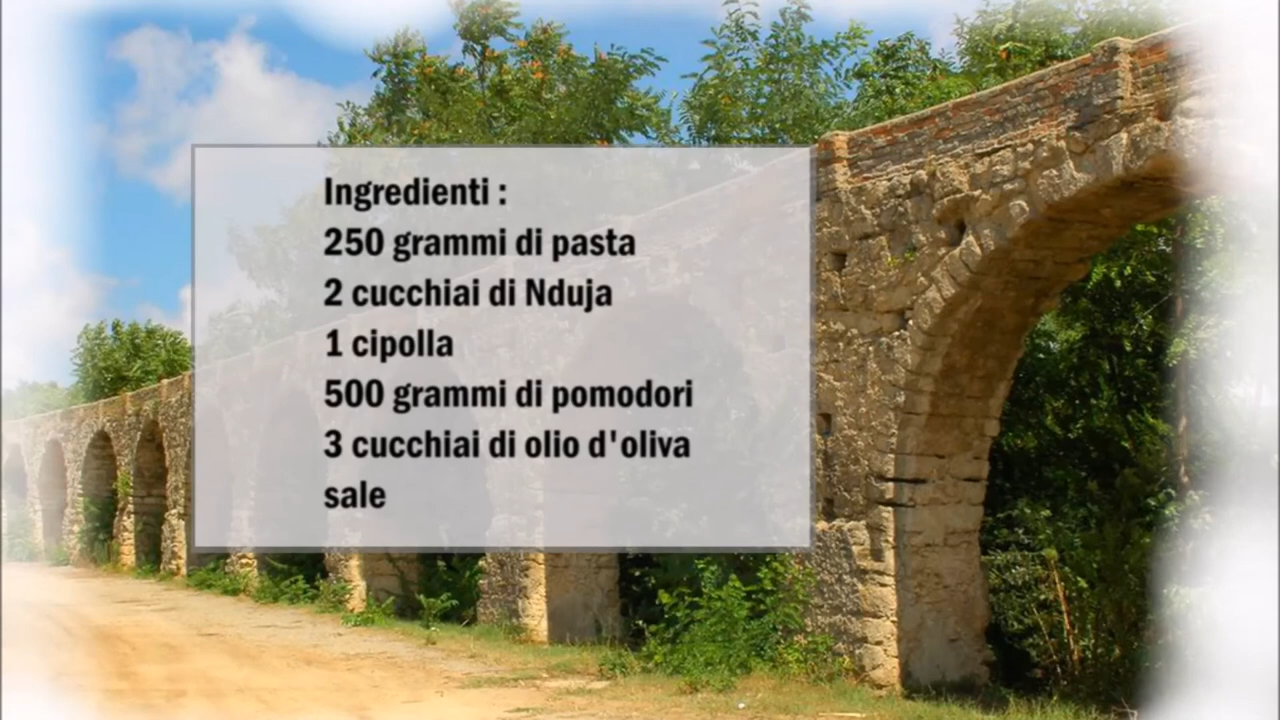 Ingredienti :
250 grammi di pasta
2 cucchiai di Nduja
1 cipolla
500 grammi di pomodori
3 cucchiai di olio d'oliva
sale